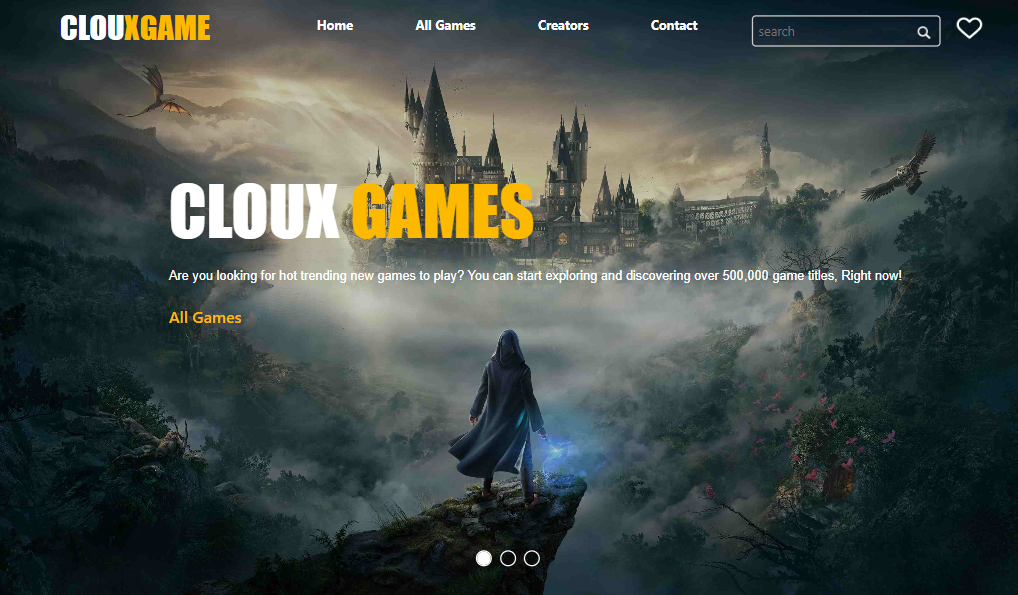 CLOUXGAME
Home
All Games
Creators
Contact
search
CLOUX GAMES
Are you looking for hot trending new games to play? You can start exploring and discovering over 500,000 game titles, Right now!
All Games